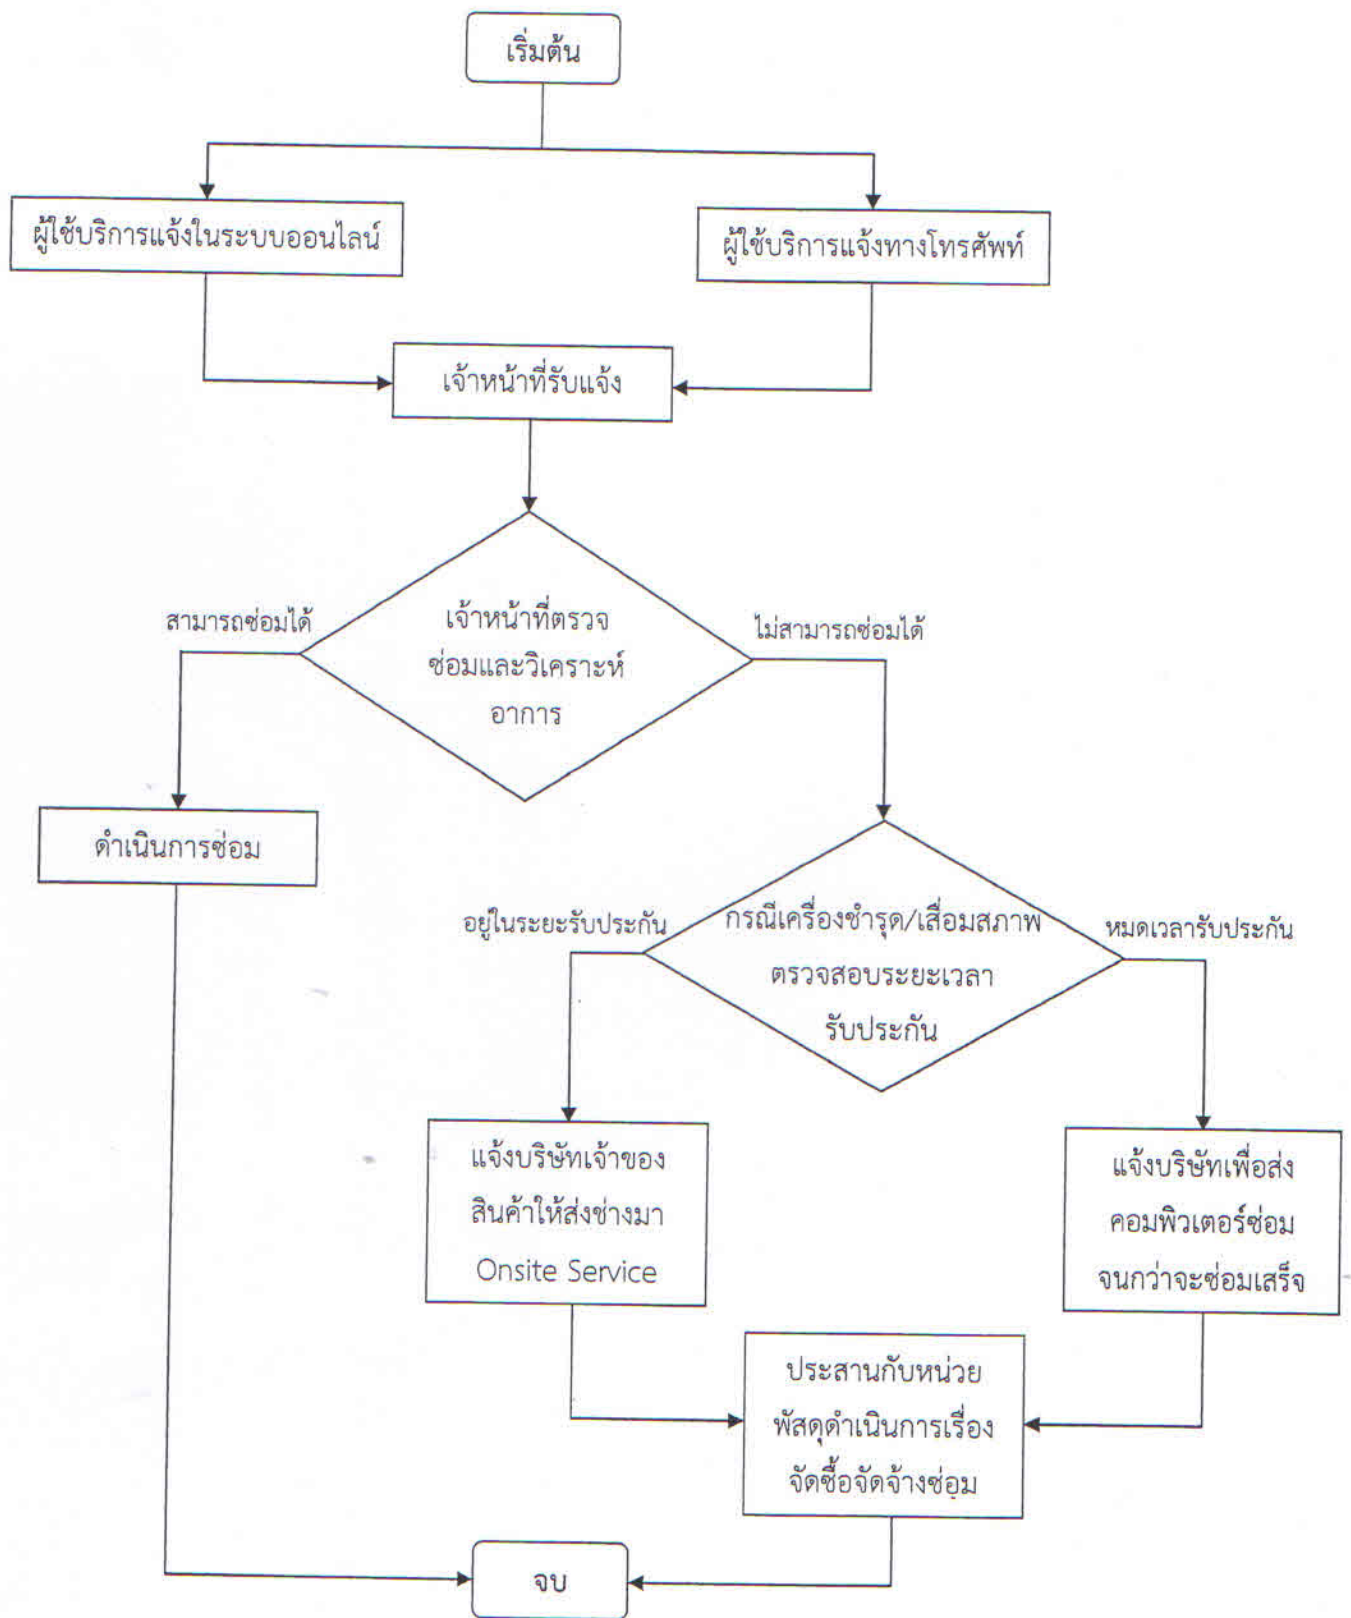 เริ่มต้น
ผู้ใช้บริการแจ้งในระบบออนไลน์
ผู้ใช้บริการแจ้งทางโทรศัพท์
เจ้าหน้าที่รับแจ้ง
สามารถซ่อมได้
เจ้าหน้าที่ตรวจ
ซ่อมและวิเคราะห์
อาการ
ไม่สามารถซ่อมได้
ดำเนินการซ่อม
อยู่ในระยะรับประกัน
กรณีเครื่องชำรุด/เสื่อมสภาพ
ตรวจสอบระยะเวลา
รับประกัน
หมดเวลารับประกัน
แจ้งบริษัทเจ้าของ
สินค้าให้ส่งช่างมา
Onsite Service
แจ้งบริษัทเพื่อส่ง
คอมพิวเตอร์ซ่อม
จนกว่าจะซ่อมเสร็จ
ประสานกับหน่วย
พัสดุดำเนินการเรื่อง
จัดซื้อจัดจ้างซ่อม
จบ